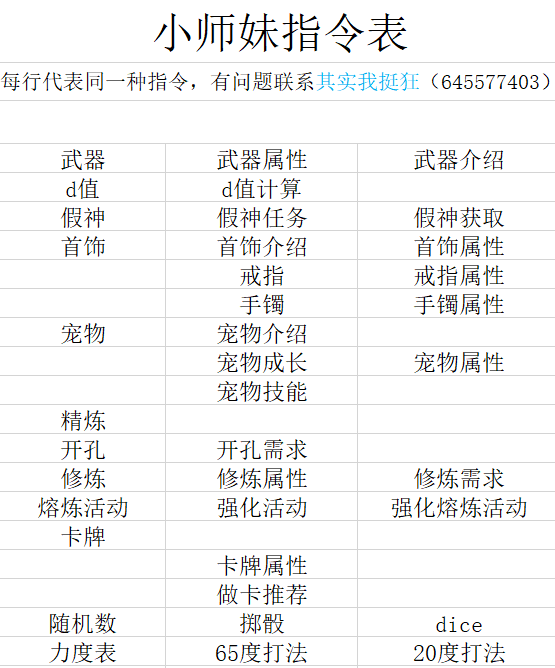 小师妹指令表
每行代表同一种指令，有问题联系其实我挺狂（645577403）
武器 武器属性 武器介绍
d值 d值计算
假神 假神任务 假神获取
首饰 首饰介绍 首饰属性
戒指 戒指属性
手镯 手镯属性
宠物 宠物介绍
宠物成长 宠物属性
宠物技能
精炼
开孔 开孔需求
修炼 修炼属性 修炼需求
熔炼活动 强化活动 强化熔炼活动
卡牌
卡牌属性
做卡推荐
随机数 掷骰 dice
力度表 65度打法 20度打法